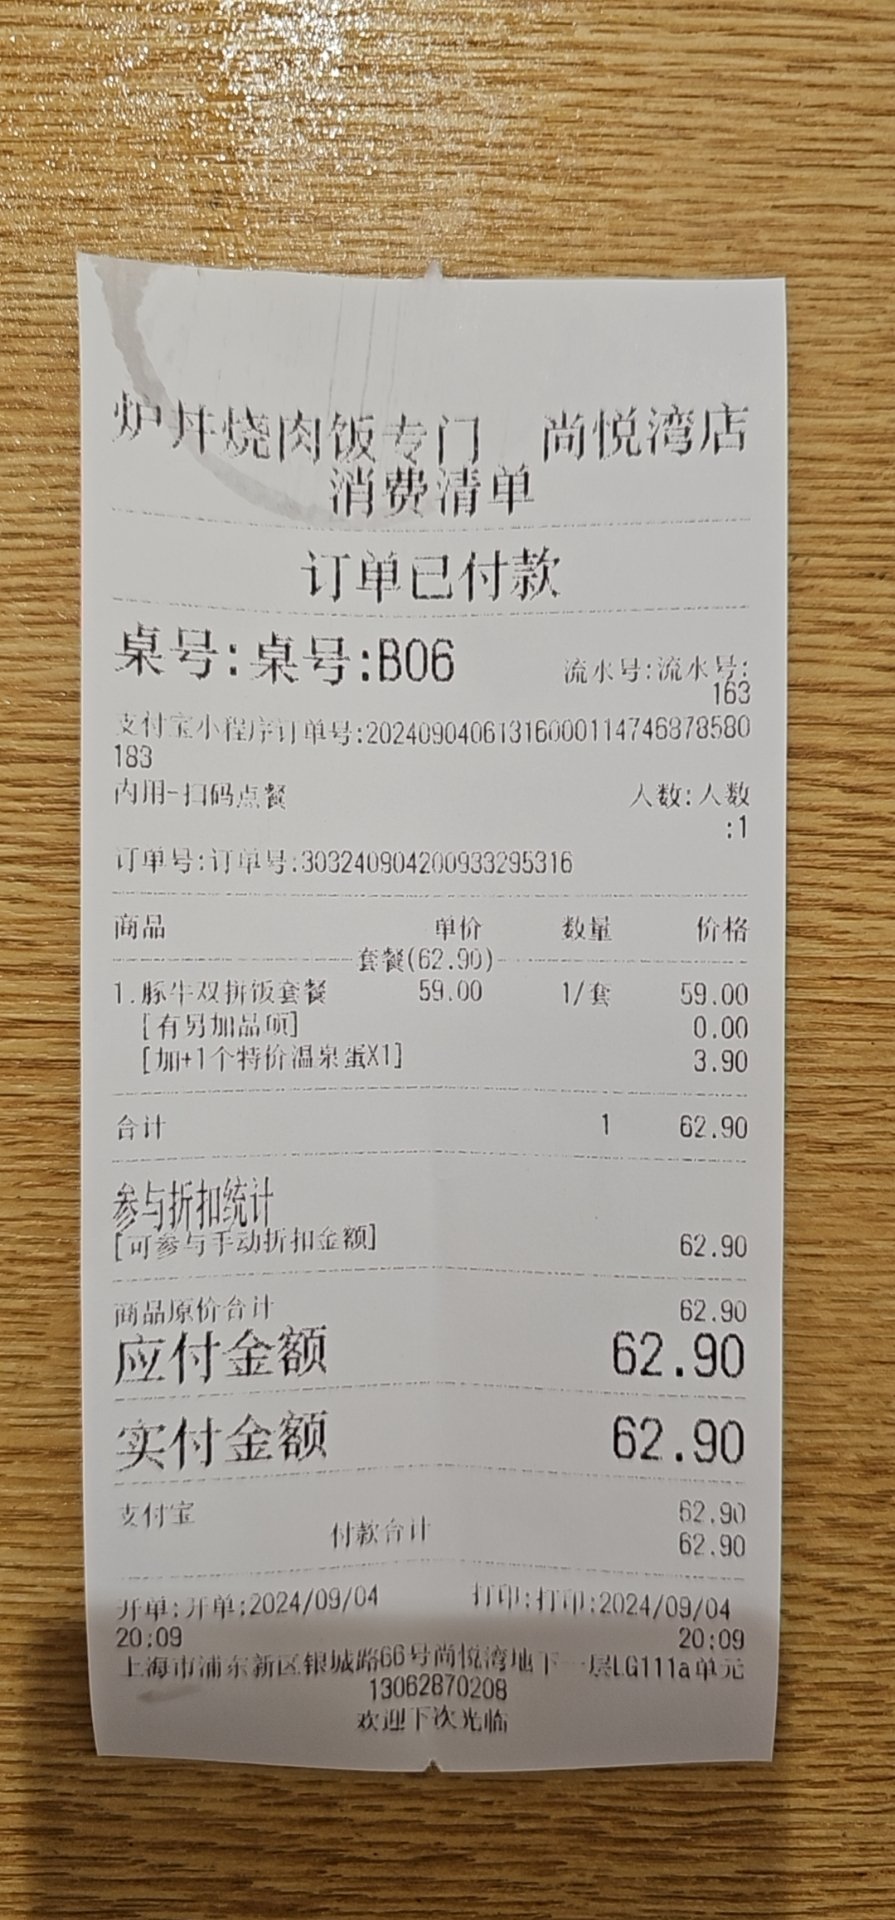 炉丼烧肉饭专门 尚悦湾店
消费清单
订单已付款
桌号:桌号:B06 流水号:流水号:
163
支付宝小程序订单号:2024090406131600011474687858​0
183
内用-扫码点餐 人数:人数
:1
订单号:订单号:303240904200933295316
商品 单价 数量 价格
套餐(62.90)
1.豚牛双拼饭套餐 59.00 1/套 59.00
[有另加品项] 0.00
[加+1个特价温泉蛋X1] 3.90
合计 1 62.90
参与折扣统计
[可参与手动折扣金额] 62.90
商品原价合计 62.90
应付金额 62.90
实付金额 62.90
支付宝 62.90
付款合计 62.90
开单:开单:2024/09/04 打印:打印:2024/09/04
20:09 20:09
上海市浦东新区银城路66号尚悦湾地下一层LG111a单元
13062870208
欢迎下次光临